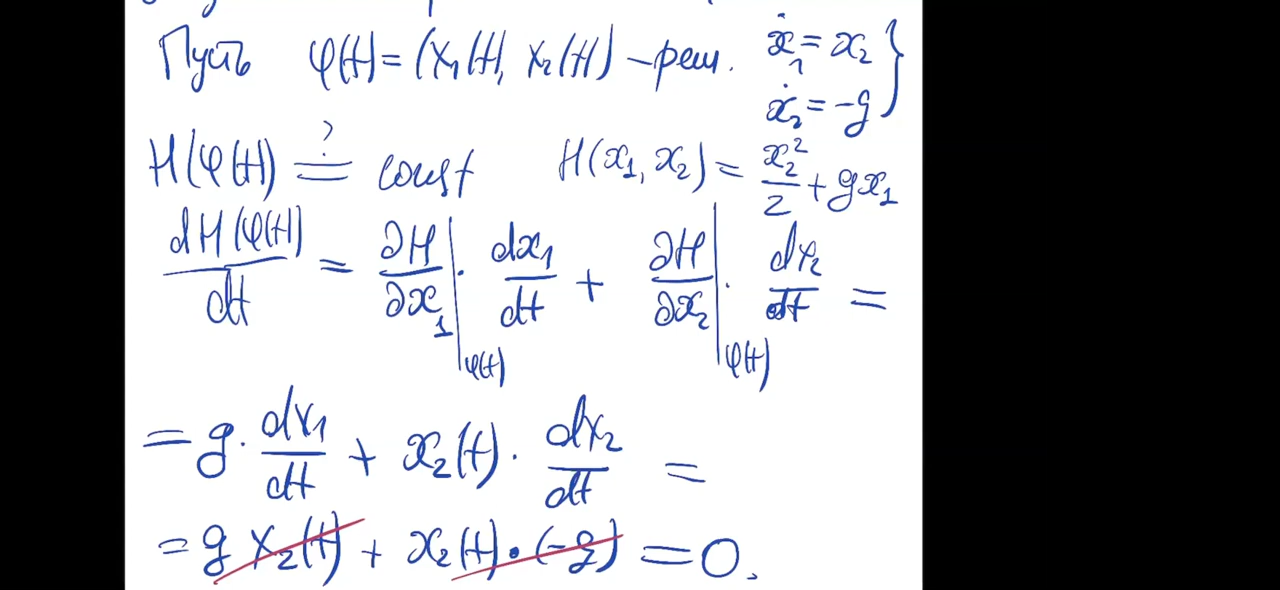 Пусть φ(t) = (x₁(t), x₂(t)) – реш. ẋ₁ = x₂ }
ẋ₂ = -g
H(φ(t)) ≟ const H(x₁, x₂) = x₂²/2 + gx₁
dH(φ(t))/dt = ∂H/∂x₁|φ(t) · dx₁/dt + ∂H/∂x₂|φ(t) · dx₂/dt =
= g · dx₁/dt + x₂(t) · dx₂/dt =
= g x₂(t) + x₂(t) · (-g) = 0.